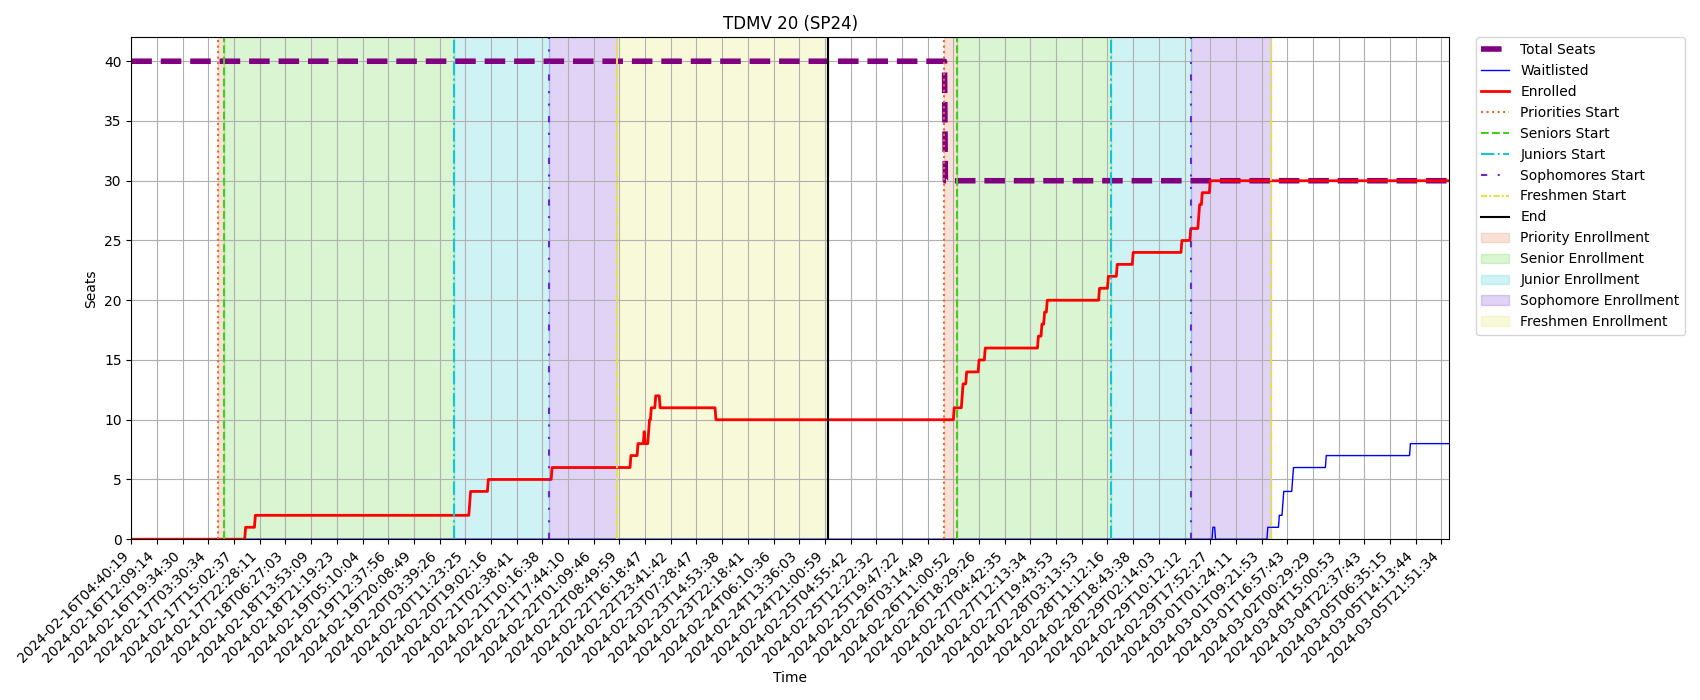 TDMV 20 (SP24)
Seats
40
35
30
25
20
15
10
5
0
2024-02-16T04:40:19
2024-02-16T12:09:14
2024-02-16T19:34:30
2024-02-17T03:30:34
2024-02-17T15:02:37
2024-02-17T22:28:11
2024-02-18T06:27:03
2024-02-18T13:53:09
2024-02-18T21:19:23
2024-02-19T05:10:04
2024-02-19T12:37:56
2024-02-19T20:08:49
2024-02-20T03:39:26
2024-02-20T11:23:25
2024-02-20T19:02:16
2024-02-21T02:38:41
2024-02-21T10:16:38
2024-02-21T17:44:10
2024-02-22T01:09:46
2024-02-22T08:49:59
2024-02-22T16:18:47
2024-02-22T23:41:42
2024-02-23T07:28:47
2024-02-23T14:53:38
2024-02-23T22:18:41
2024-02-24T06:10:36
2024-02-24T13:36:03
2024-02-24T21:00:59
2024-02-25T04:55:42
2024-02-25T12:22:32
2024-02-25T19:47:22
2024-02-26T03:14:49
2024-02-26T11:00:52
2024-02-26T18:29:26
2024-02-27T04:42:35
2024-02-27T12:13:34
2024-02-27T19:43:53
2024-02-28T03:13:53
2024-02-28T11:12:16
2024-02-28T18:43:38
2024-02-29T02:14:03
2024-02-29T10:12:12
2024-02-29T17:52:27
2024-03-01T01:24:11
2024-03-01T09:21:53
2024-03-01T16:57:43
2024-03-02T00:29:29
2024-03-04T15:00:53
2024-03-04T22:37:43
2024-03-05T06:35:15
2024-03-05T14:13:44
2024-03-05T21:51:34
Time
Total Seats
Waitlisted
Enrolled
Priorities Start
Seniors Start
Juniors Start
Sophomores Start
Freshmen Start
End
Priority Enrollment
Senior Enrollment
Junior Enrollment
Sophomore Enrollment
Freshmen Enrollment